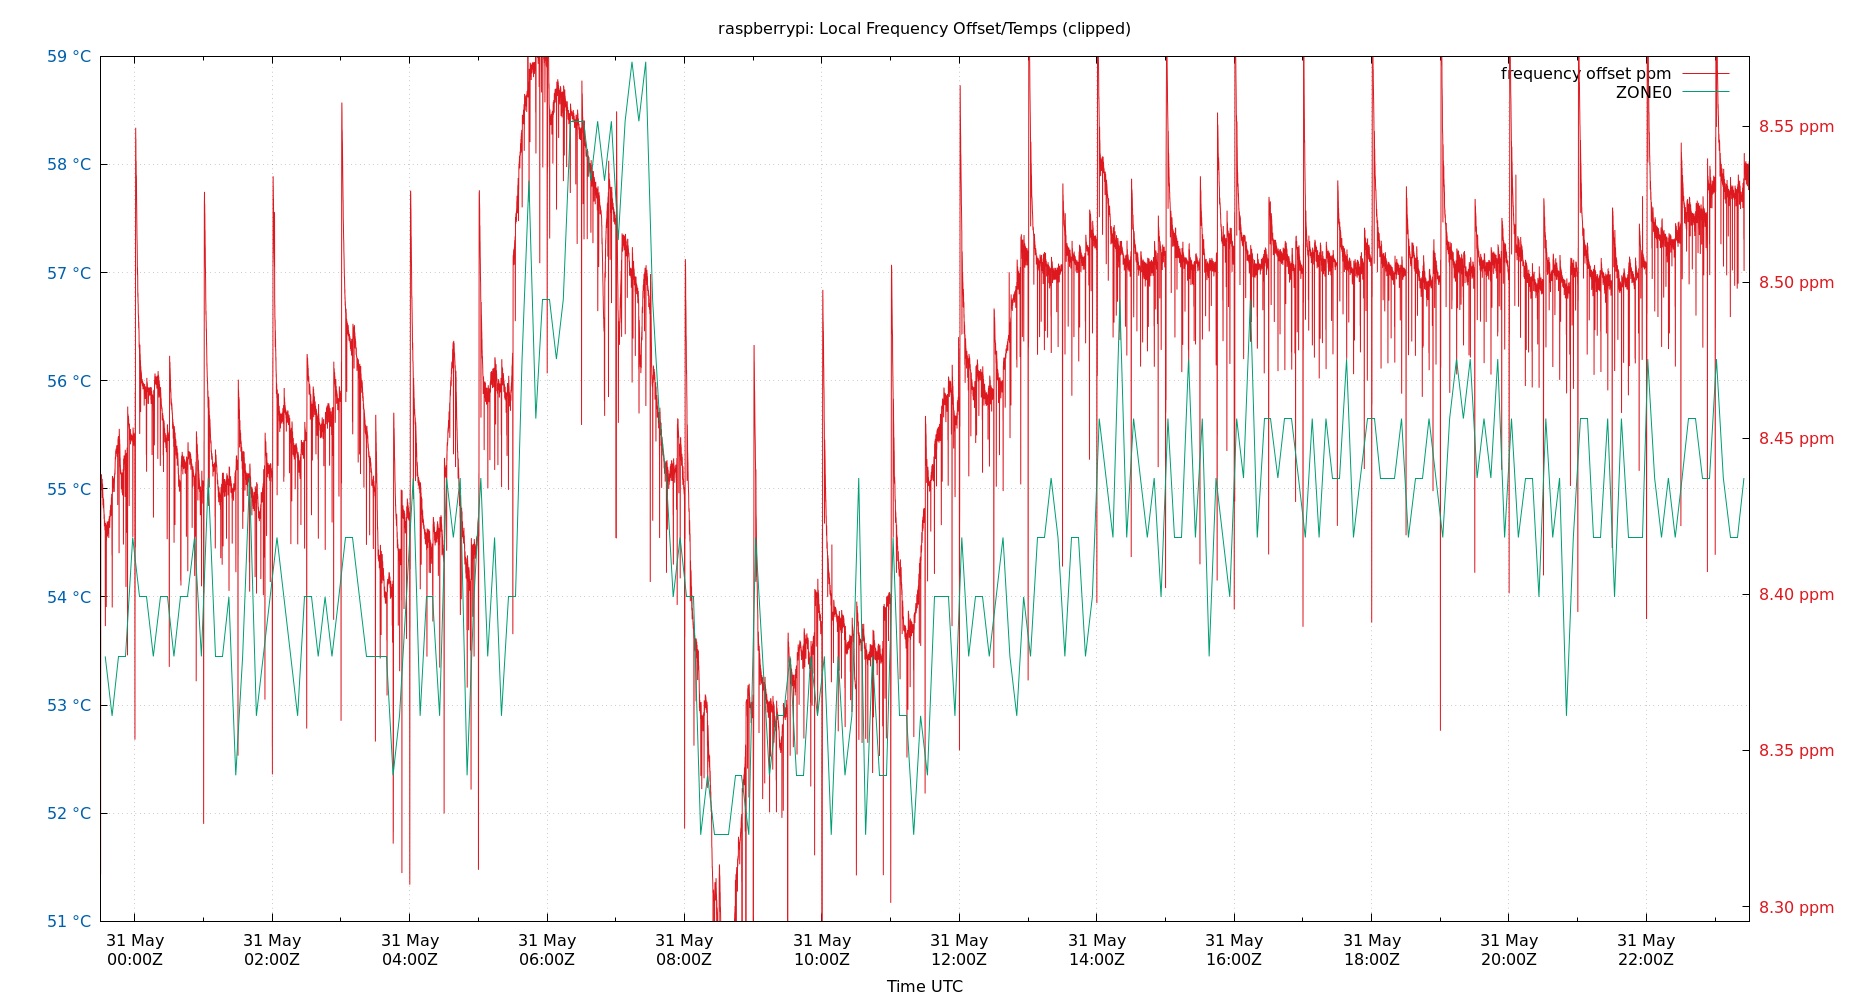 raspberrypi: Local Frequency Offset/Temps (clipped)
59 °C
58 °C
57 °C
56 °C
55 °C
54 °C
53 °C
52 °C
51 °C
frequency offset ppm
ZONE0
8.55 ppm
8.50 ppm
8.45 ppm
8.40 ppm
8.35 ppm
8.30 ppm
31 May
00:00Z
31 May
02:00Z
31 May
04:00Z
31 May
06:00Z
31 May
08:00Z
31 May
10:00Z
31 May
12:00Z
31 May
14:00Z
31 May
16:00Z
31 May
18:00Z
31 May
20:00Z
31 May
22:00Z
Time UTC